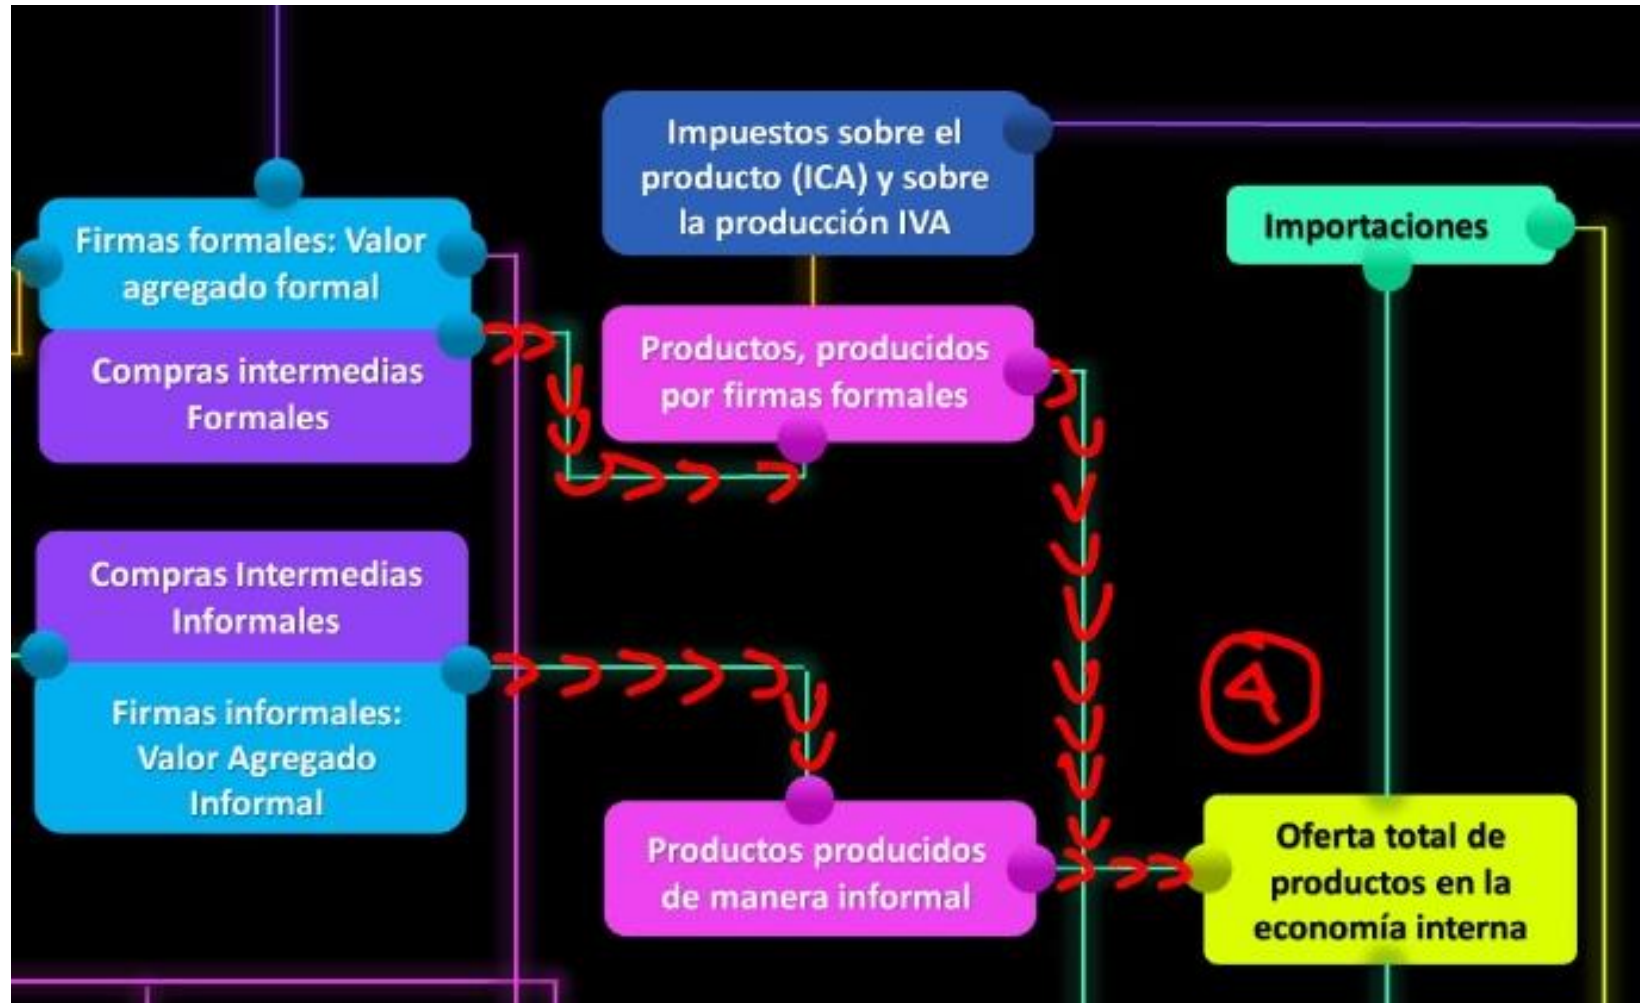 Impuestos sobre el
producto (ICA) y sobre
la producción IVA
Importaciones
Firmas formales: Valor
agregado formal
Compras intermedias
Formales
Productos, producidos
por firmas formales
Compras Intermedias
Informales
Firmas informales:
Valor Agregado
Informal
Productos producidos
de manera informal
Oferta total de
productos en la
economía interna